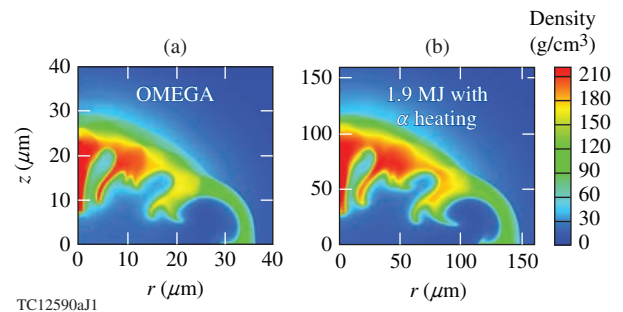 (a)
(b)
Density
(g/cm³)
OMEGA
1.9 MJ with
α heating
z (μm)
40
30
20
10
0
0 10 20 30 40
r (μm)
160
100
50
0
0 50 100 150
r (μm)
210
180
150
120
90
60
30
0
TC12590aJ1